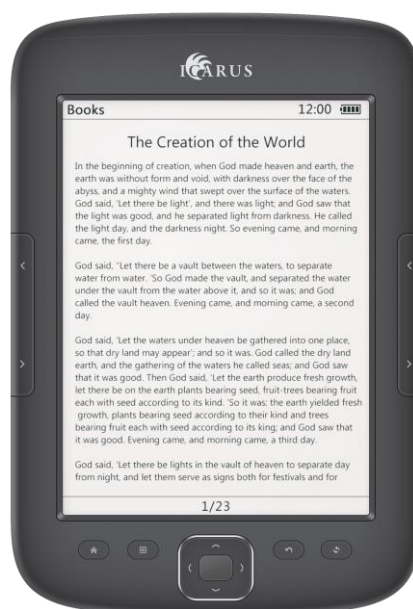 ICARUS
Books 12:00
The Creation of the World
In the beginning of creation, when God made heaven and earth, the
earth was without form and void, with darkness over the face of the
abyss, and a mighty wind that swept over the surface of the waters.
God said, 'Let there be light', and there was light; and God saw that
the light was good, and he separated light from darkness. He called
the light day, and the darkness night. So evening came, and morning
came, the first day.
God said, 'Let there be a vault between the waters, to separate
water from water. 'So God made the vault, and separated the water
under the vault from the water above it, and so it was; and God
called the vault heaven. Evening came, and morning came, a second
day.
God said, 'Let the waters under heaven be gathered into one place,
so that dry land may appear'; and so it was. God called the dry land
earth, and the gathering of the waters he called seas; and God saw
that it was good. Then God said, 'Let the earth produce fresh growth,
let there be on the earth plants bearing seed, fruit-trees bearing fruit
each with seed according to its kind. 'So it was; the earth yielded fresh
growth, plants bearing seed according to their kind and trees
bearing fruit each with seed according to its king; and God saw that
it was good. Evening came, and morning came, a third day.
God said, 'Let there be lights in the vault of heaven to separate day
from night, and let them serve as signs both for festivals and for
1/23